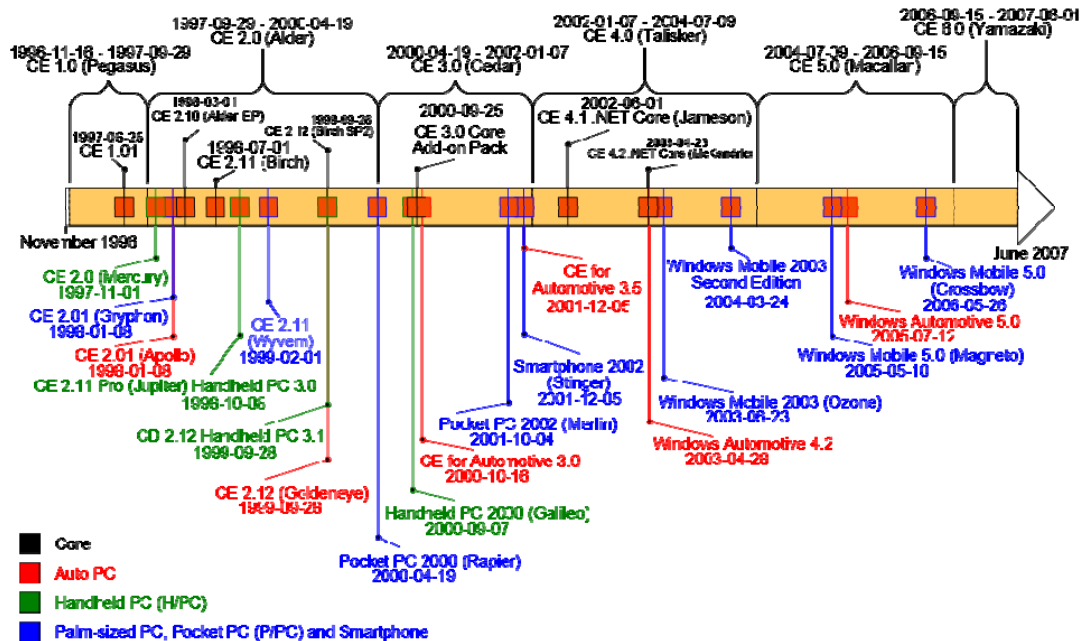 1996-11-16 - 1997-09-29
CE 1.0 (Pegasus)
1997-09-29 - 2000-04-19
CE 2.0 (Alder)
2000-04-19 - 2002-01-07
CE 3.0 (Cedar)
2002-01-07 - 2004-07-09
CE 4.0 (Talisker)
2004-07-09 - 2006-09-15
CE 5.0 (Macallan)
2006-09-15 - 2007-06-01
CE 6.0 (Yamazaki)
1997-06-25
CE 1.01
1998-03-01
CE 2.10 (Alder EP)
1998-07-01
CE 2.11 (Birch)
1999-09-28
CE 2.12 (Birch SP2)
2000-09-25
CE 3.0 Core
Add-on Pack
2002-06-01
CE 4.1 .NET Core (Jameson)
CE 4.2 .NET Core
November 1996
June 2007
CE 2.0 (Mercury)
1997-11-01
CE 2.01 (Gryphon)
1998-01-08
CE 2.01 (Apollo)
1998-01-08
CE 2.11
(Wyvern)
1999-02-01
CE 2.11 Pro (Jupiter) Handheld PC 3.0
1998-10-08
CD 2.12 Handheld PC 3.1
1999-09-28
CE 2.12 (Goldeneye)
1999-09-28
Pocket PC 2000 (Rapier)
2000-04-19
Handheld PC 2000 (Galileo)
2000-09-07
CE for Automotive 3.0
2000-10-16
Pocket PC 2002 (Merlin)
2001-10-04
Smartphone 2002
(Stinger)
2001-12-05
CE for
Automotive 3.5
2001-12-05
Windows Automotive 4.2
2003-04-28
Windows Mobile 2003 (Ozone)
2003-06-23
Windows Mobile 2003
Second Edition
2004-03-24
Windows Mobile 5.0 (Magneto)
2005-05-10
Windows Automotive 5.0
2005-07-12
Windows Mobile 5.0
(Crossbow)
2006-05-26
Core
Auto PC
Handheld PC (H/PC)
Palm-sized PC, Pocket PC (P/PC) and Smartphone